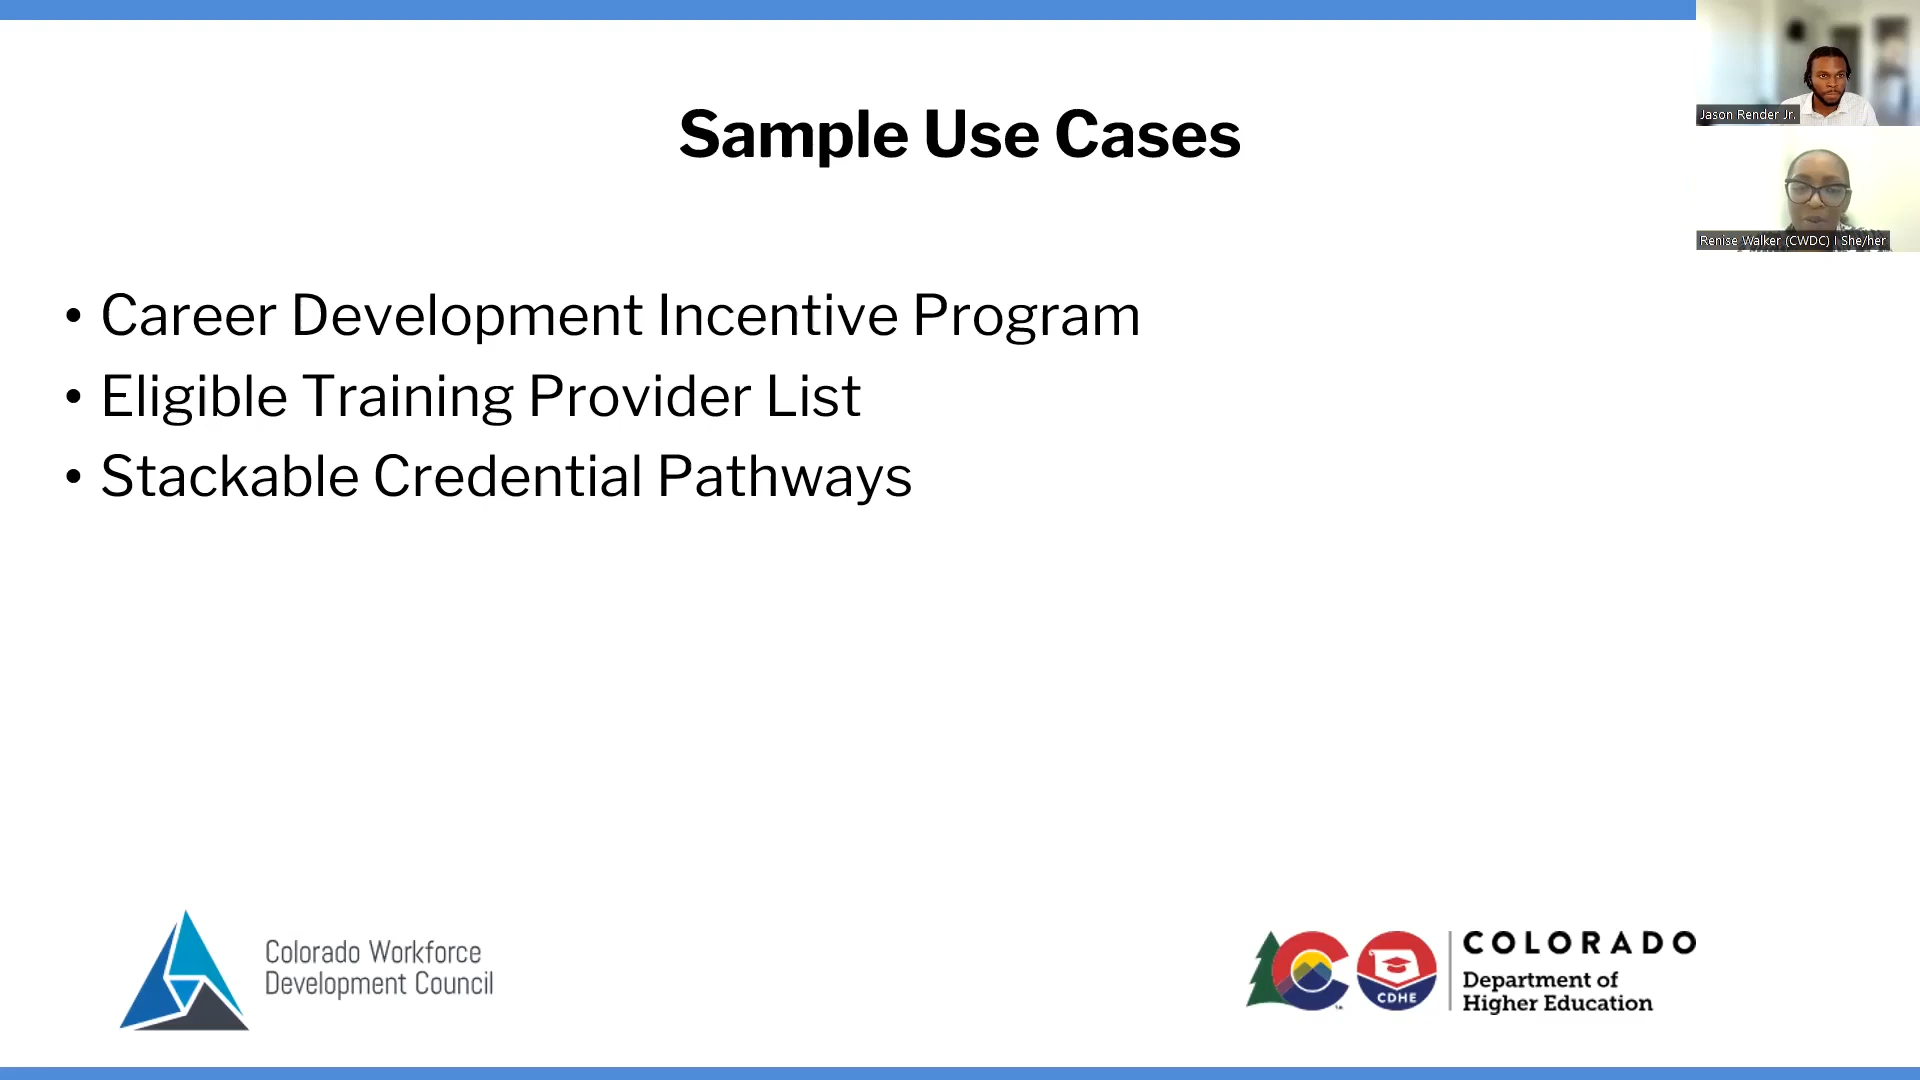 Sample Use Cases
Jason Render Jr.
Renise Walker (CWDC) I She/her
• Career Development Incentive Program
• Eligible Training Provider List
• Stackable Credential Pathways
Colorado Workforce
Development Council
CDHE
COLORADO
Department of
Higher Education